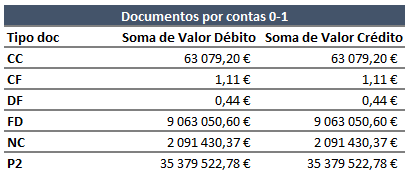 Documentos por contas 0-1
Tipo doc Soma de Valor Débito Soma de Valor Crédito
CC 63 079,20 € 63 079,20 €
CF 1,11 € 1,11 €
DF 0,44 € 0,44 €
FD 9 063 050,60 € 9 063 050,60 €
NC 2 091 430,37 € 2 091 430,37 €
P2 35 379 522,78 € 35 379 522,78 €